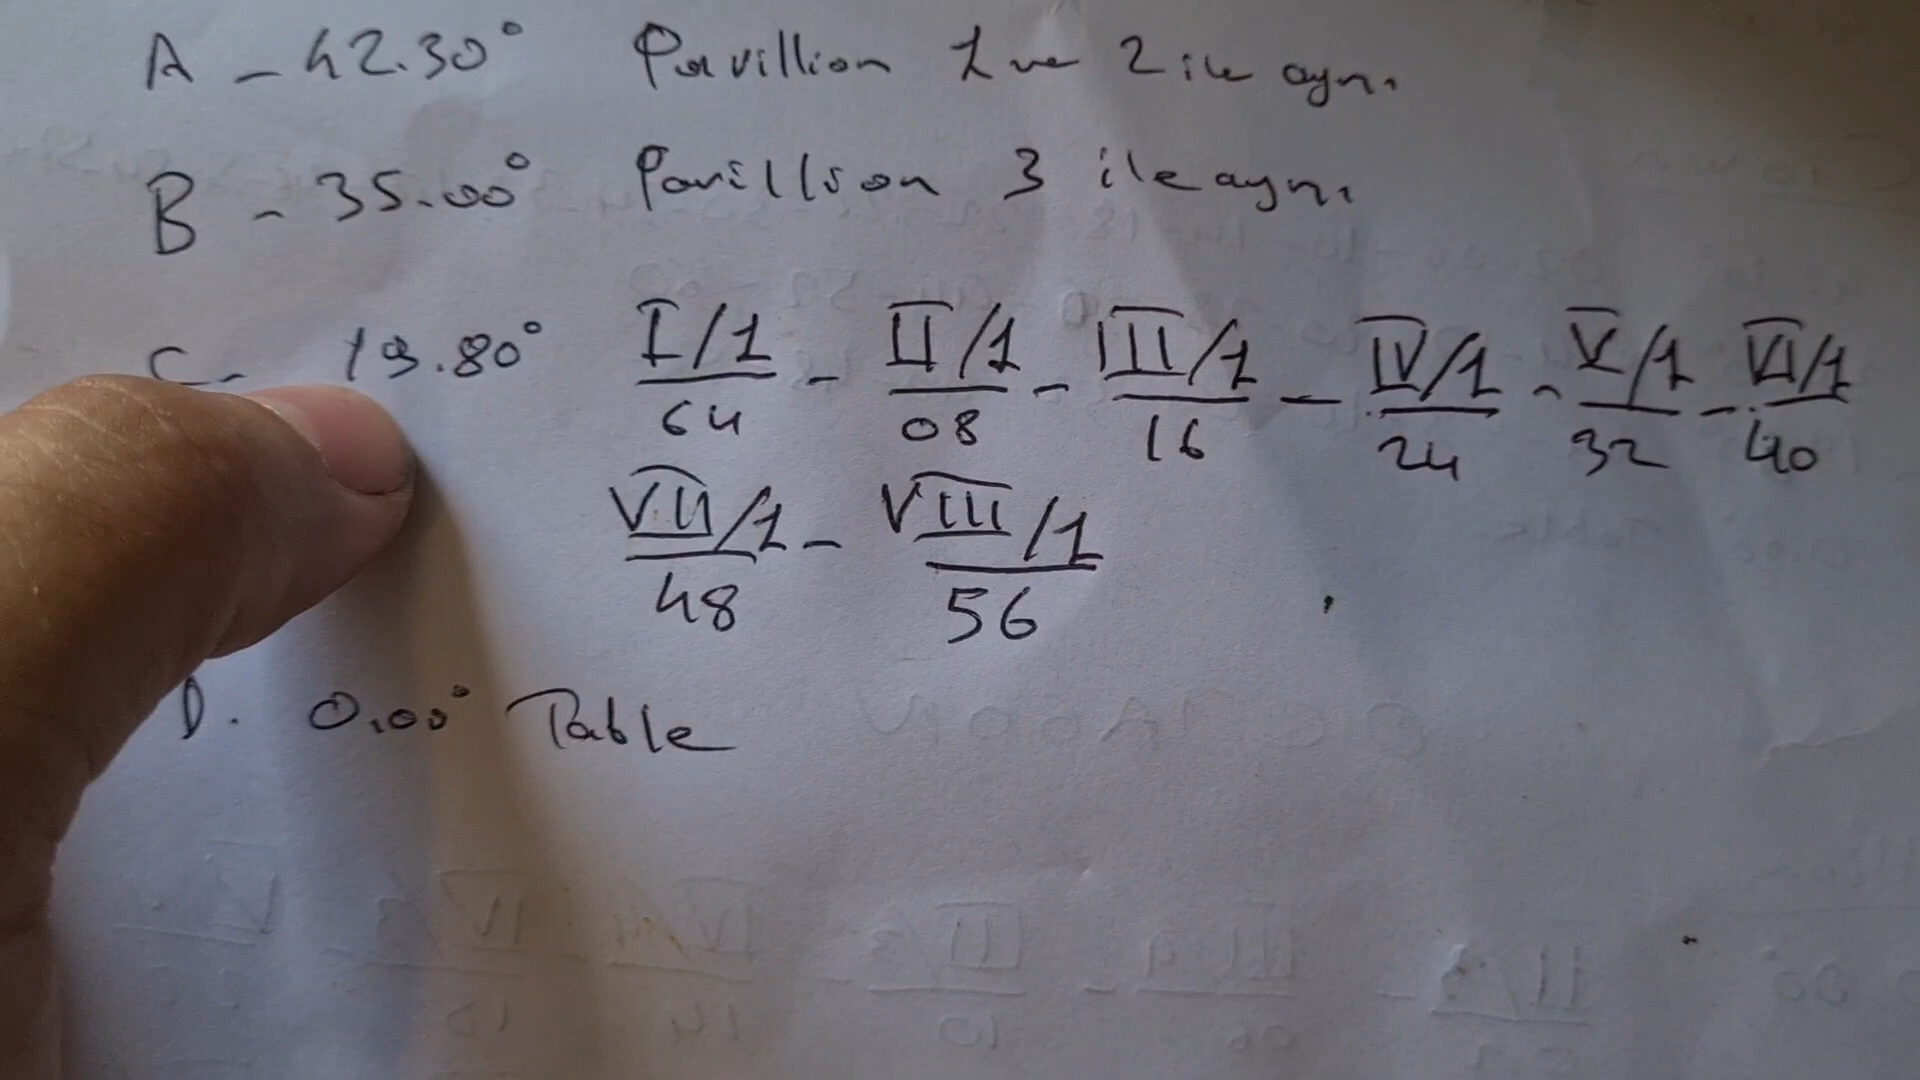 A - 42.30° Pavillion 1 ve 2 ile aynı
B - 35.00° Pavillion 3 ile aynı
C - 19.80° I/1 - II/1 - III/1 - IV/1 - V/1 - VI/1
64 08 16 24 32 40
VII/1 - VIII/1
48 56
D. 0.00° Table